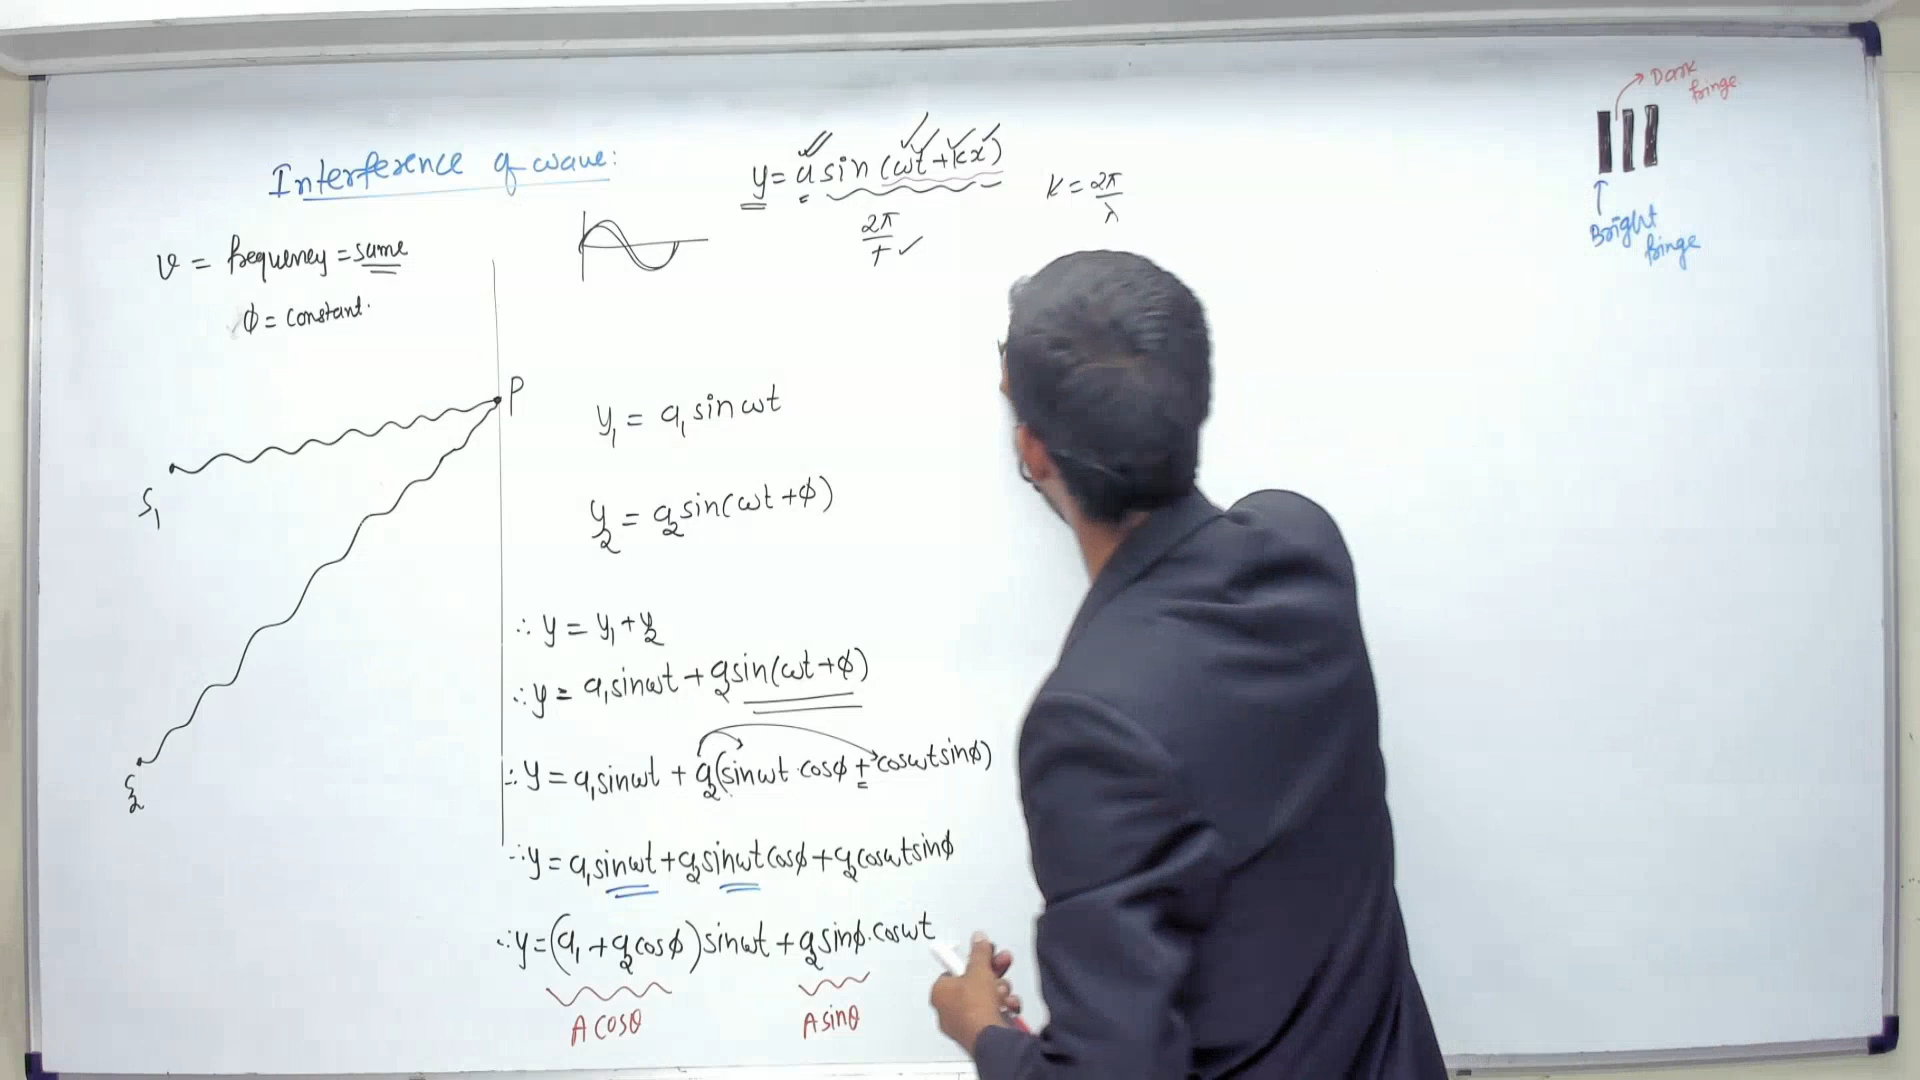 Interference of wave:
y = a sin (ωt + kx)
2π
T
k = 2π
λ
Dark
fringe
Bright
fringe
ν = frequency = same
φ = constant.
P
S₁
S₂
y₁ = a₁ sin ωt
y₂ = a₂ sin(ωt + φ)
∴ y = y₁ + y₂
∴ y = a₁ sinωt + a₂ sin(ωt + φ)
∴ y = a₁ sinωt + a₂(sinωt cosφ + cosωt sinφ)
∴ y = a₁ sinωt + a₂ sinωt cosφ + a₂ cosωt sinφ
∴ y = (a₁ + a₂ cosφ) sinωt + a₂ sinφ. cosωt
A cosθ
A sinθ